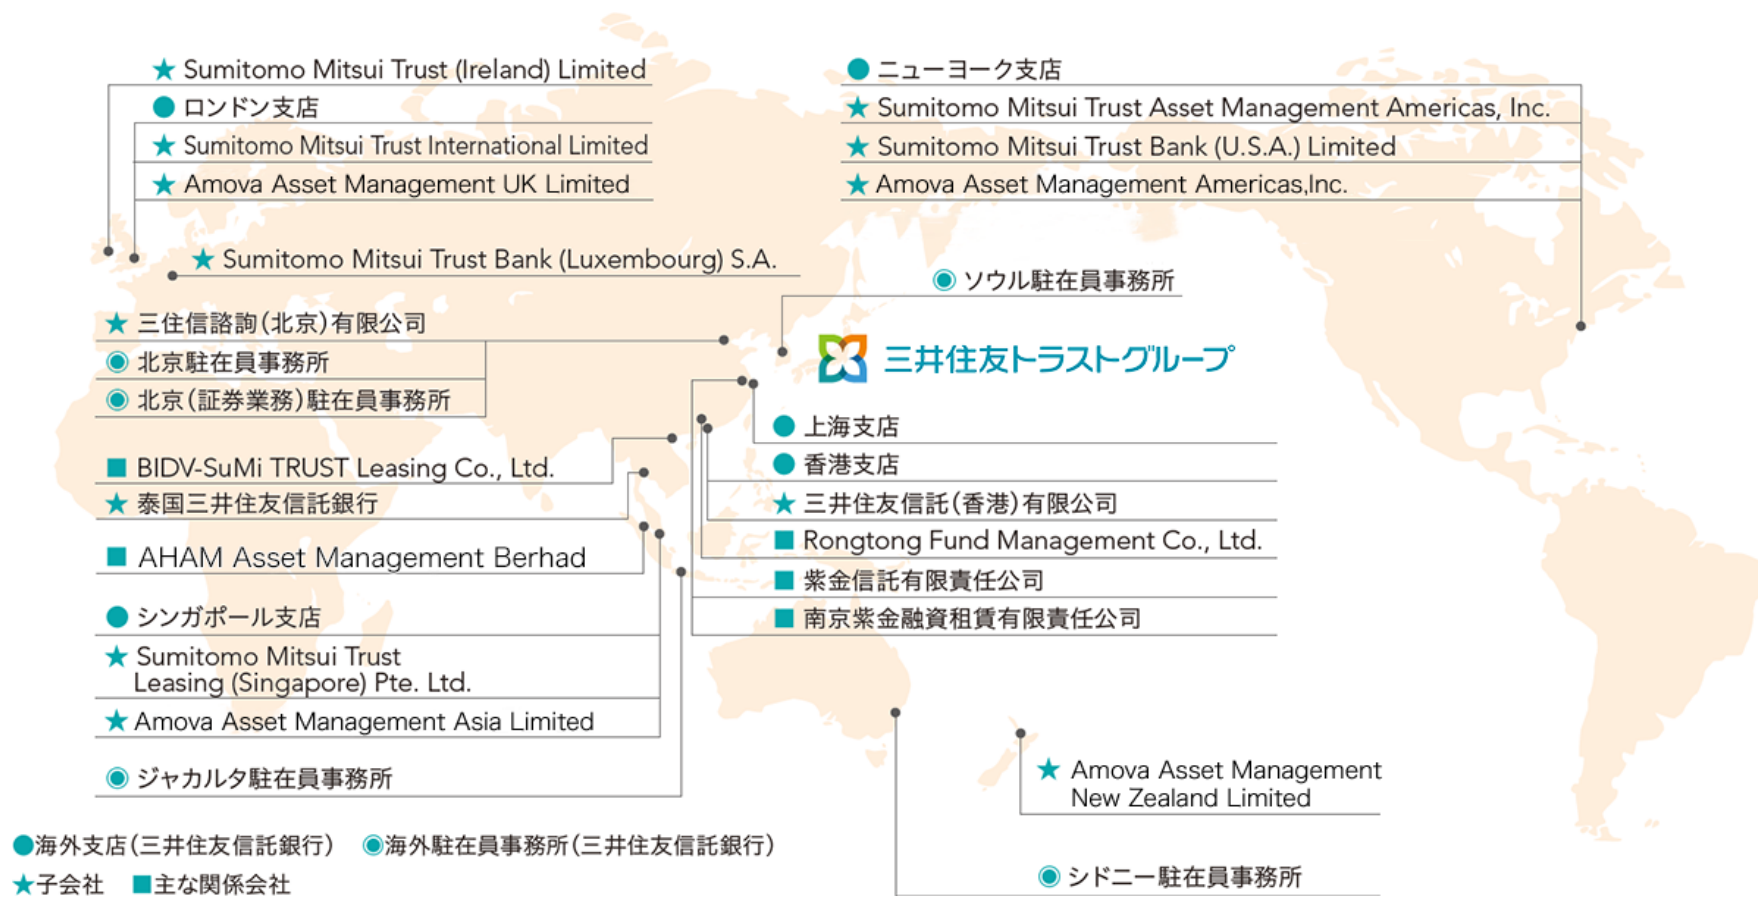 ★ Sumitomo Mitsui Trust (Ireland) Limited
● ロンドン支店
★ Sumitomo Mitsui Trust International Limited
★ Amova Asset Management UK Limited
★ Sumitomo Mitsui Trust Bank (Luxembourg) S.A.
● ニューヨーク支店
★ Sumitomo Mitsui Trust Asset Management Americas, Inc.
★ Sumitomo Mitsui Trust Bank (U.S.A.) Limited
★ Amova Asset Management Americas,Inc.
◉ ソウル駐在員事務所
三井住友トラストグループ
★ 三住信諮詢(北京)有限公司
◉ 北京駐在員事務所
◉ 北京(証券業務)駐在員事務所
■ BIDV-SuMi TRUST Leasing Co., Ltd.
★ 泰国三井住友信託銀行
■ AHAM Asset Management Berhad
● シンガポール支店
★ Sumitomo Mitsui Trust
Leasing (Singapore) Pte. Ltd.
★ Amova Asset Management Asia Limited
◉ ジャカルタ駐在員事務所
● 上海支店
● 香港支店
★ 三井住友信託(香港)有限公司
■ Rongtong Fund Management Co., Ltd.
■ 紫金信託有限責任公司
■ 南京紫金融資租賃有限責任公司
★ Amova Asset Management
New Zealand Limited
◉ シドニー駐在員事務所
●海外支店(三井住友信託銀行) ◉海外駐在員事務所(三井住友信託銀行)
★子会社 ■主な関係会社